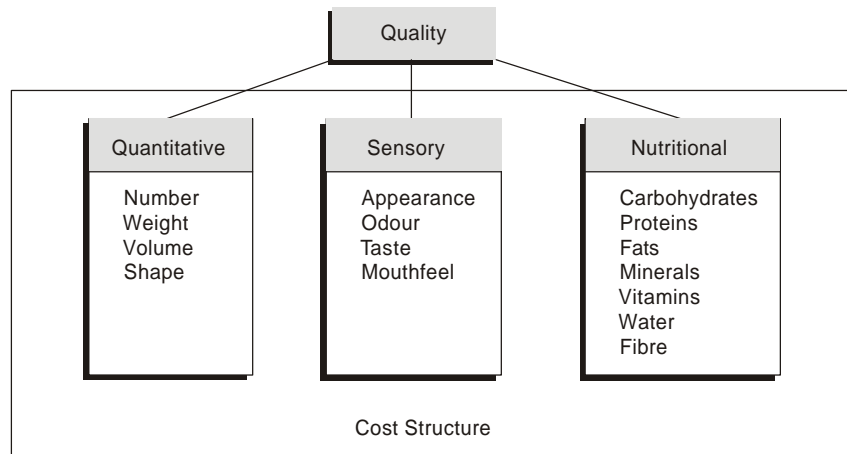 Quality
Quantitative
Number
Weight
Volume
Shape
Sensory
Appearance
Odour
Taste
Mouthfeel
Nutritional
Carbohydrates
Proteins
Fats
Minerals
Vitamins
Water
Fibre
Cost Structure